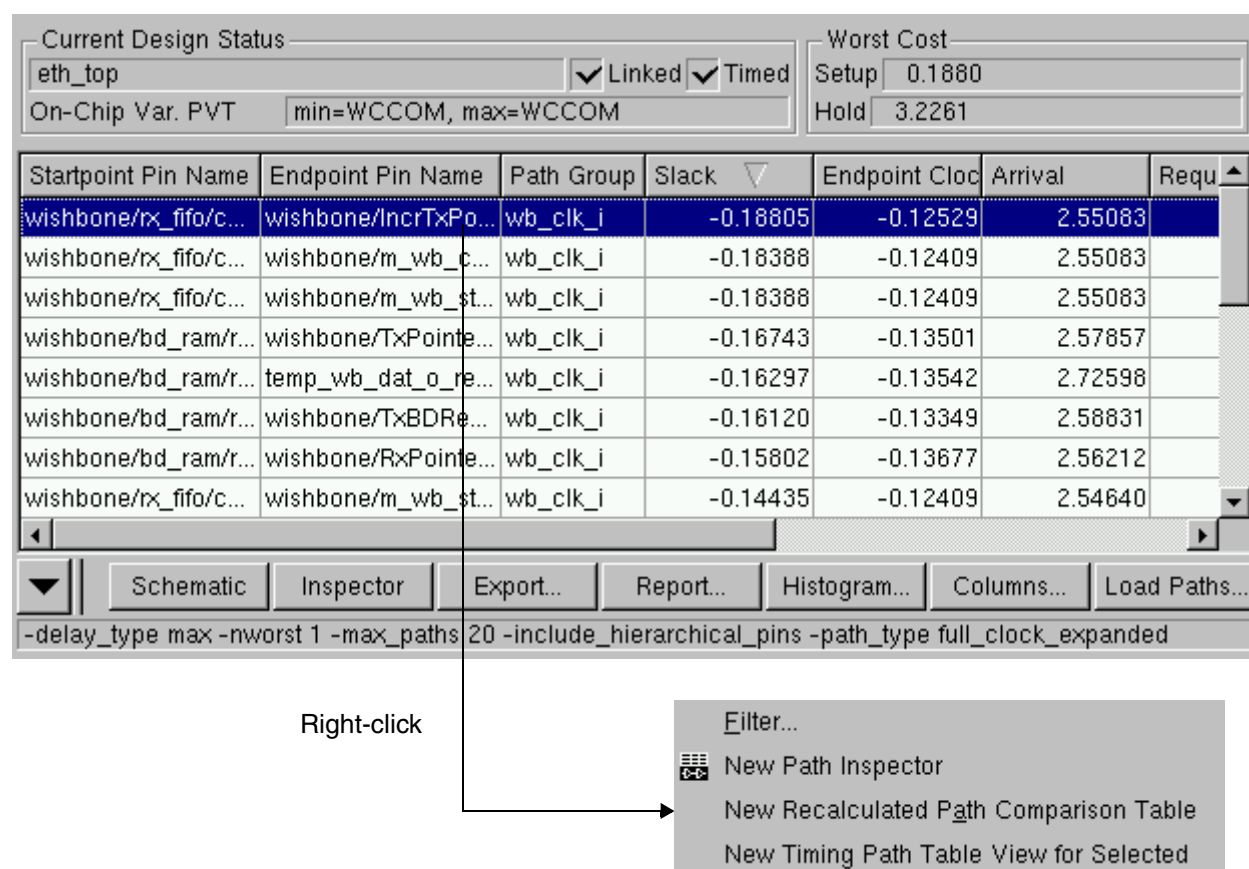 Current Design Status
Worst Cost
eth_top Linked Timed Setup 0.1880
On-Chip Var. PVT min=WCCOM, max=WCCOM Hold 3.2261
Startpoint Pin Name Endpoint Pin Name Path Group Slack Endpoint Cloc Arrival Requ
wishbone/rx_fifo/c... wishbone/IncrTxPo... wb_clk_i -0.18805 -0.12529 2.55083
wishbone/rx_fifo/c... wishbone/m_wb_c... wb_clk_i -0.18388 -0.12409 2.55083
wishbone/rx_fifo/c... wishbone/m_wb_st... wb_clk_i -0.18388 -0.12409 2.55083
wishbone/bd_ram/r... wishbone/TxPointe... wb_clk_i -0.16743 -0.13501 2.57857
wishbone/bd_ram/r... temp_wb_dat_o_re... wb_clk_i -0.16297 -0.13542 2.72598
wishbone/bd_ram/r... wishbone/TxBDRe... wb_clk_i -0.16120 -0.13349 2.58831
wishbone/bd_ram/r... wishbone/RxPointe... wb_clk_i -0.15802 -0.13677 2.56212
wishbone/rx_fifo/c... wishbone/m_wb_st... wb_clk_i -0.14435 -0.12409 2.54640
Schematic Inspector Export... Report... Histogram... Columns... Load Paths...
-delay_type max -nworst 1 -max_paths 20 -include_hierarchical_pins -path_type full_clock_expanded
Right-click
Filter...
New Path Inspector
New Recalculated Path Comparison Table
New Timing Path Table View for Selected